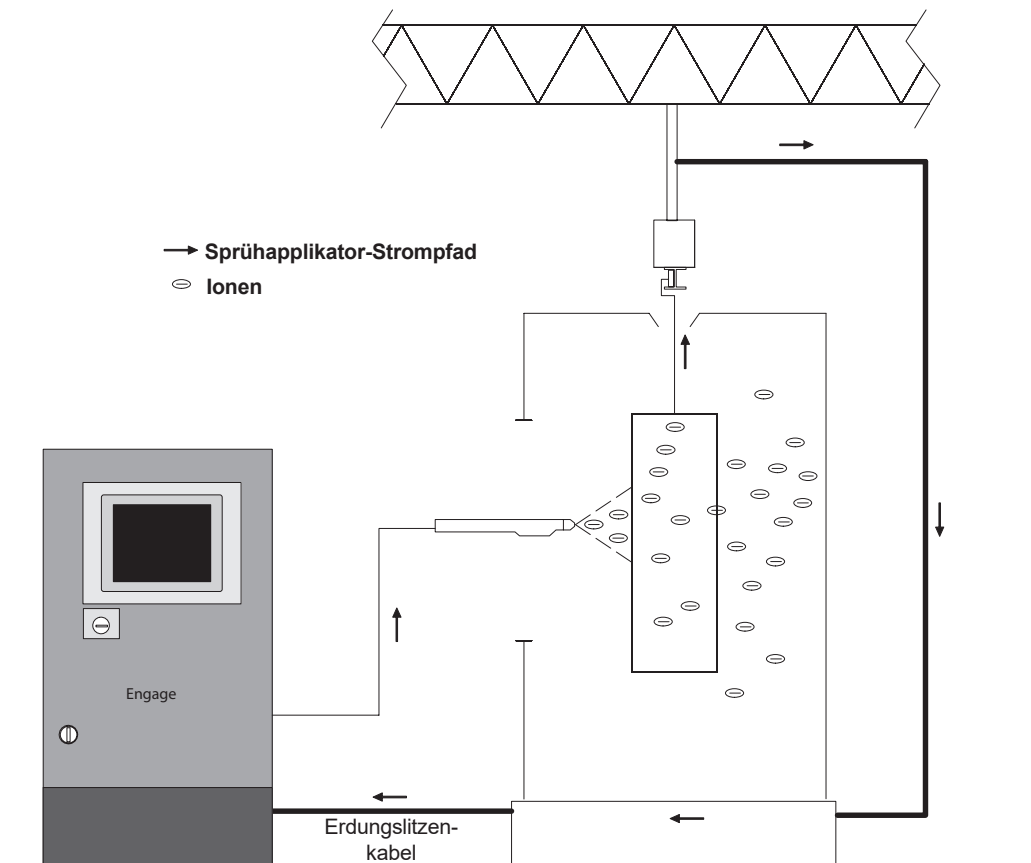 Sprühapplikator-Strompfad
Ionen
Engage
Erdungslitzen-
kabel